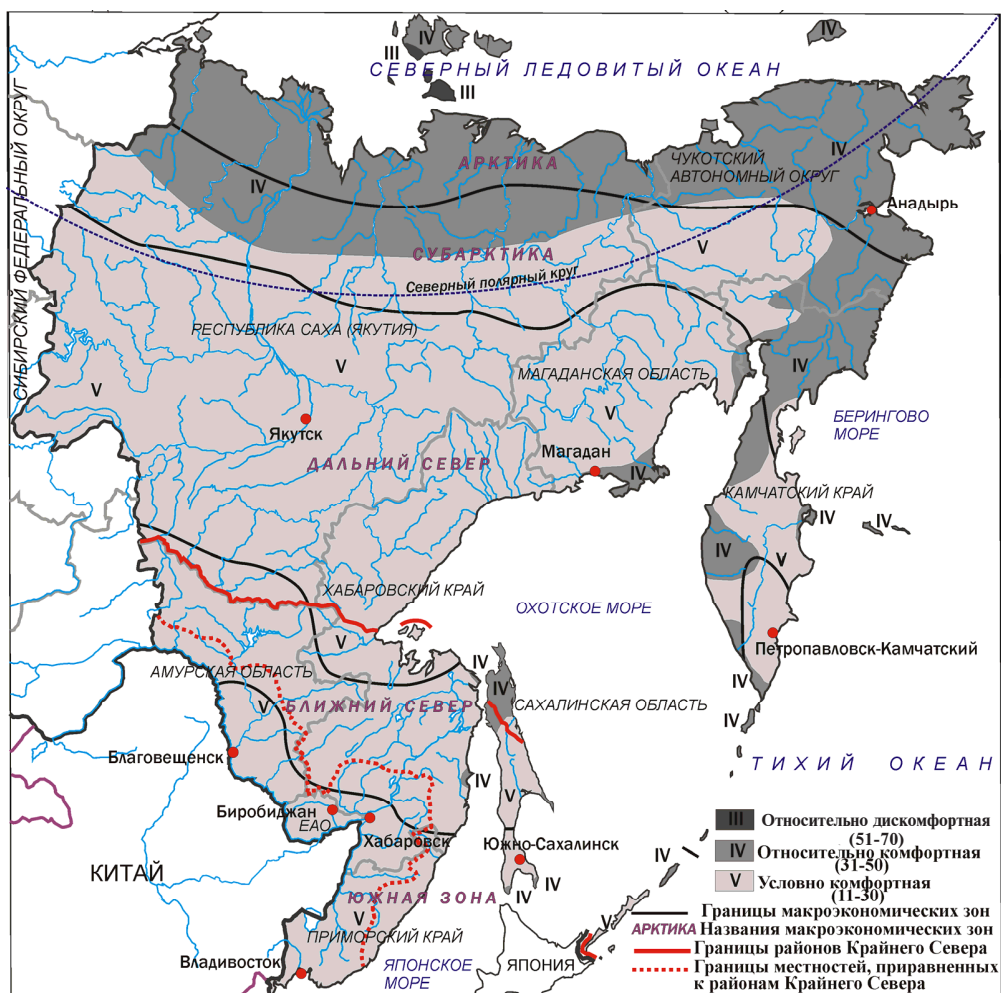 IV
IV
III
СЕВЕРНЫЙ ЛЕДОВИТЫЙ ОКЕАН
III
СИБИРСКИЙ ФЕДЕРАЛЬНЫЙ ОКРУГ
АРКТИКА
ЧУКОТСКИЙ
АВТОНОМНЫЙ ОКРУГ
IV
IV
Анадырь
СУБАРКТИКА
V
Северный полярный круг
РЕСПУБЛИКА САХА (ЯКУТИЯ)
V
V
МАГАДАНСКАЯ ОБЛАСТЬ
IV
V
БЕРИНГОВО
МОРЕ
Якутск
Магадан
ДАЛЬНИЙ СЕВЕР
IV
КАМЧАТСКИЙ КРАЙ
IV
IV
IV
V
ХАБАРОВСКИЙ КРАЙ
ОХОТСКОЕ МОРЕ
V
Петропавловск-Камчатский
IV
АМУРСКАЯ ОБЛАСТЬ
IV
IV
V
БЛИЖНИЙ СЕВЕР
САХАЛИНСКАЯ ОБЛАСТЬ
IV
Благовещенск
ТИХИЙ ОКЕАН
IV
V
Биробиджан
ЕАО
Хабаровск
Южно-Сахалинск
КИТАЙ
IV
IV
IV
ЮЖНАЯ ЗОНА
V
V
ПРИМОРСКИЙ КРАЙ
Владивосток
ЯПОНСКОЕ
МОРЕ
ЯПОНИЯ
III Относительно дискомфортная
(51-70)
IV Относительно комфортная
(31-50)
V Условно комфортная
(11-30)
Границы макроэкономических зон
АРКТИКА Названия макроэкономических зон
Границы районов Крайнего Севера
Границы местностей, приравненных
к районам Крайнего Севера